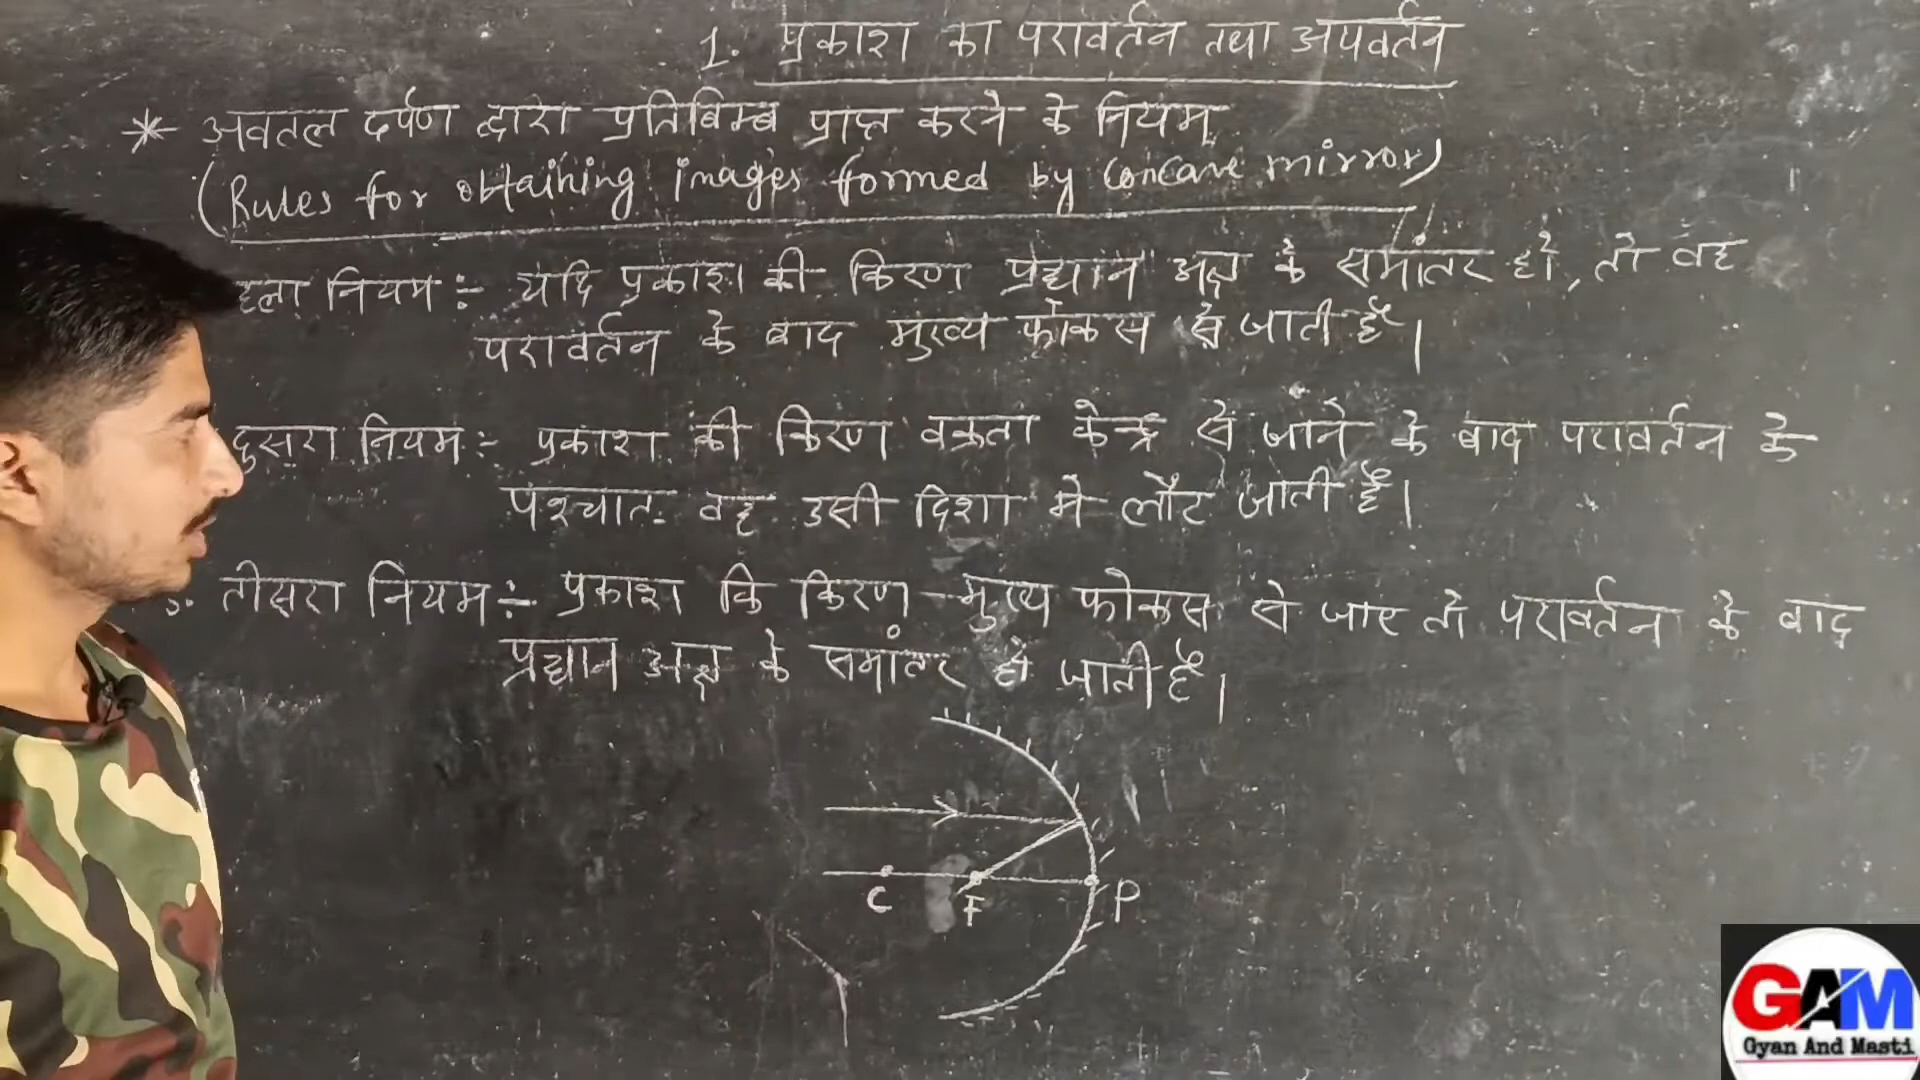 1. प्रकाश का परावर्तन तथा अपवर्तन
* अवतल दर्पण द्वारा प्रतिबिम्ब प्राप्त करने के नियम
(Rules for obtaining images formed by Concave mirror)
हला नियम :- यदि प्रकाश की किरण प्रधान अक्ष के समांतर हो, तो वह
परावर्तन के बाद मुख्य फोकस से जाती है।
दुसरा नियम :- प्रकाश की किरण वक्रता केन्द्र से जाने के बाद परावर्तन के
पश्चात वह उसी दिशा मे लौट जाती है।
तीसरा नियम :- प्रकाश कि किरण मुख्य फोकस से जाए तो परावर्तन के बाद
प्रधान अक्ष के समांतर हो जाती है।
C F P
GAM
Gyan And Masti